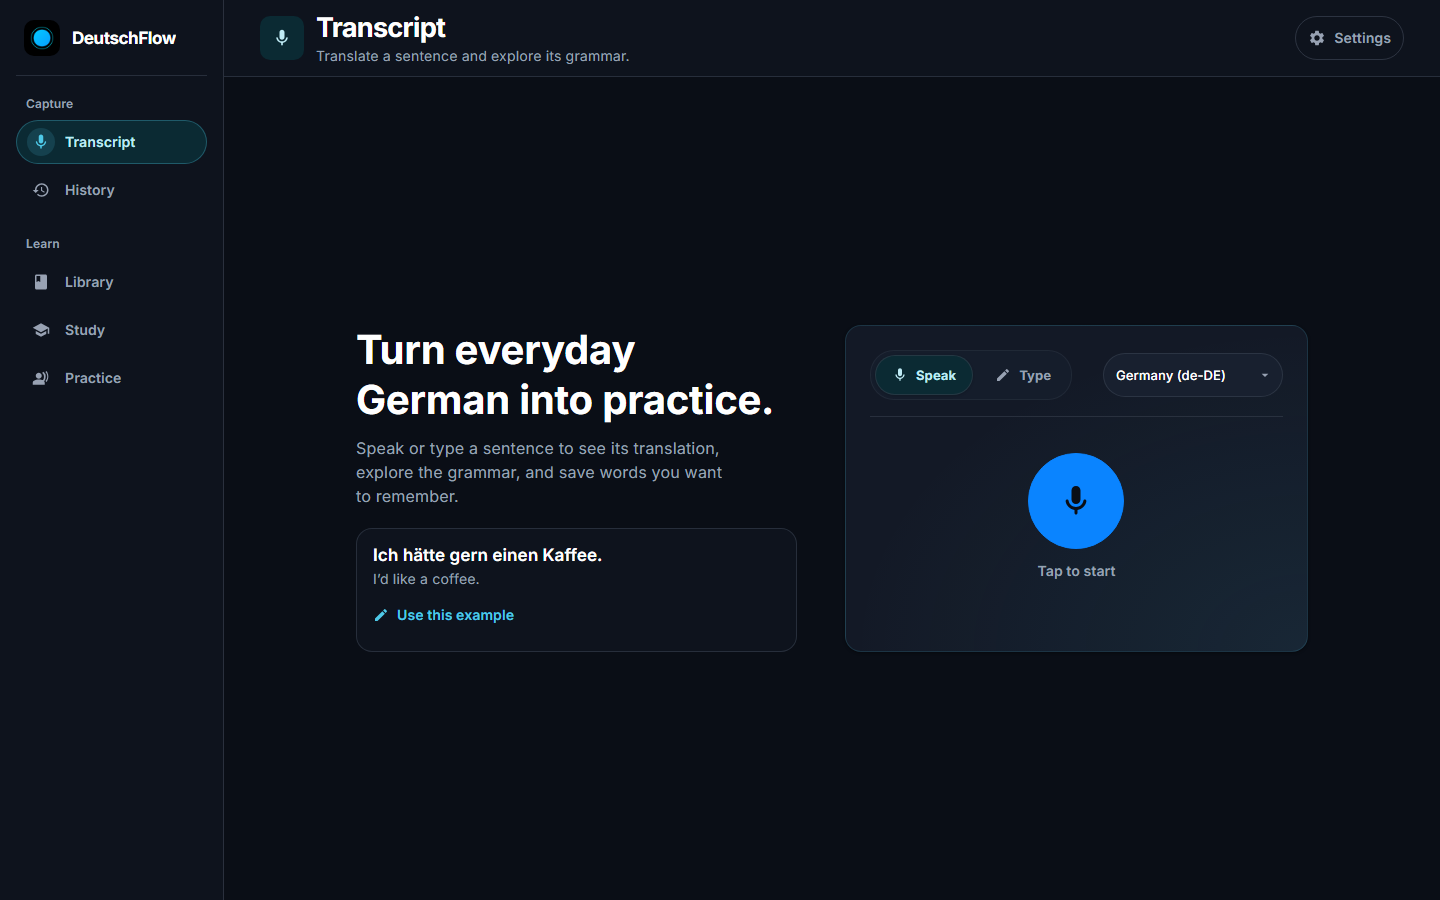 DeutschFlow
Capture
Transcript
History
Learn
Library
Study
Practice
Transcript
Translate a sentence and explore its grammar.
Settings
Turn everyday
German into practice.
Speak or type a sentence to see its translation,
explore the grammar, and save words you want
to remember.
Ich hätte gern einen Kaffee.
I’d like a coffee.
Use this example
Speak
Type
Germany (de-DE)
Tap to start